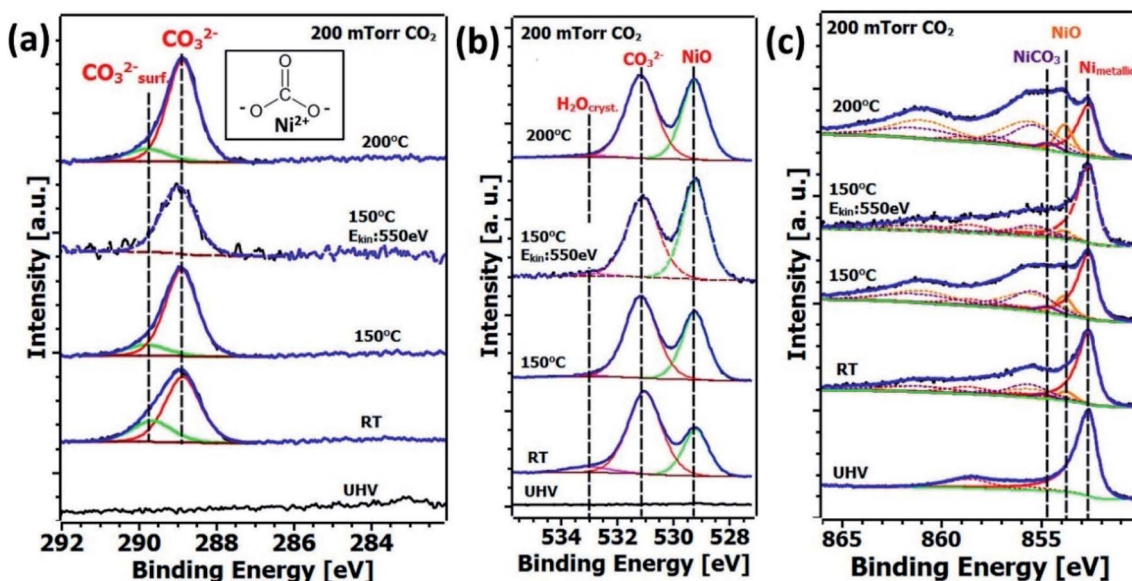 (a)
200 mTorr CO₂
CO₃²⁻
CO₃²⁻surf.
O
C
-O O-
Ni²⁺
200°C
150°C
Ekin:550eV
150°C
RT
UHV
Intensity [a. u.]
292 290 288 286 284
Binding Energy [eV]
(b)
200 mTorr CO₂
CO₃²⁻ NiO
H₂Ocryst.
200°C
150°C
Ekin:550eV
150°C
RT
UHV
Intensity [a. u.]
534 532 530 528
Binding Energy [eV]
(c)
200 mTorr CO₂
NiO
NiCO₃
Nimetallic
200°C
150°C
Ekin:550eV
150°C
RT
UHV
Intensity [a. u.]
865 860 855
Binding Energy [eV]